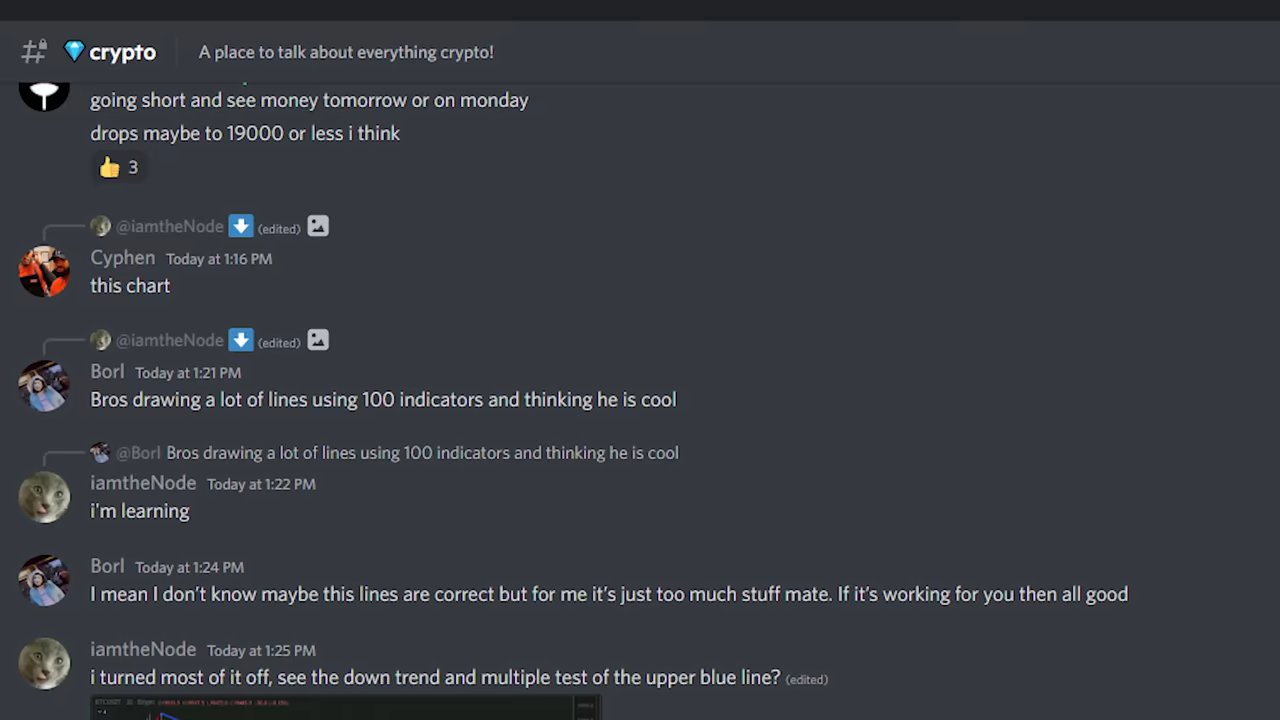 crypto A place to talk about everything crypto!
going short and see money tomorrow or on monday
drops maybe to 19000 or less i think
👍 3
@iamtheNode ⬇️ (edited)
Cyphen Today at 1:16 PM
this chart
@iamtheNode ⬇️ (edited)
Borl Today at 1:21 PM
Bros drawing a lot of lines using 100 indicators and thinking he is cool
@Borl Bros drawing a lot of lines using 100 indicators and thinking he is cool
iamtheNode Today at 1:22 PM
i'm learning
Borl Today at 1:24 PM
I mean I don't know maybe this lines are correct but for me it's just too much stuff mate. If it's working for you then all good
iamtheNode Today at 1:25 PM
i turned most of it off, see the down trend and multiple test of the upper blue line? (edited)